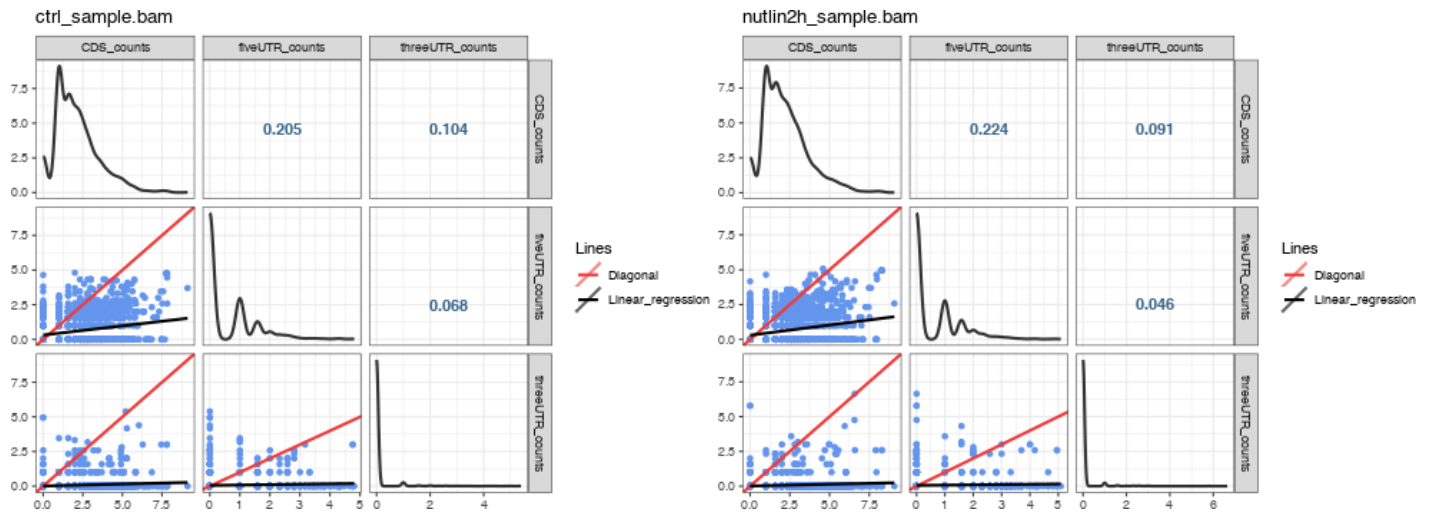 ctrl_sample.bam
CDS_counts fiveUTR_counts threeUTR_counts
7.5
5.0
2.5
0.0
0.205 0.104
CDS_counts
7.5
5.0
2.5
0.0
0.068
fiveUTR_counts
7.5
5.0
2.5
0.0
threeUTR_counts
0.0 2.5 5.0 7.5 0 1 2 3 4 5 0 2 4
Lines
Diagonal
Linear_regression
nutlin2h_sample.bam
CDS_counts fiveUTR_counts threeUTR_counts
7.5
5.0
2.5
0.0
0.224 0.091
CDS_counts
7.5
5.0
2.5
0.0
0.046
fiveUTR_counts
7.5
5.0
2.5
0.0
threeUTR_counts
0.0 2.5 5.0 7.5 0 1 2 3 4 5 0 2 4 6
Lines
Diagonal
Linear_regression